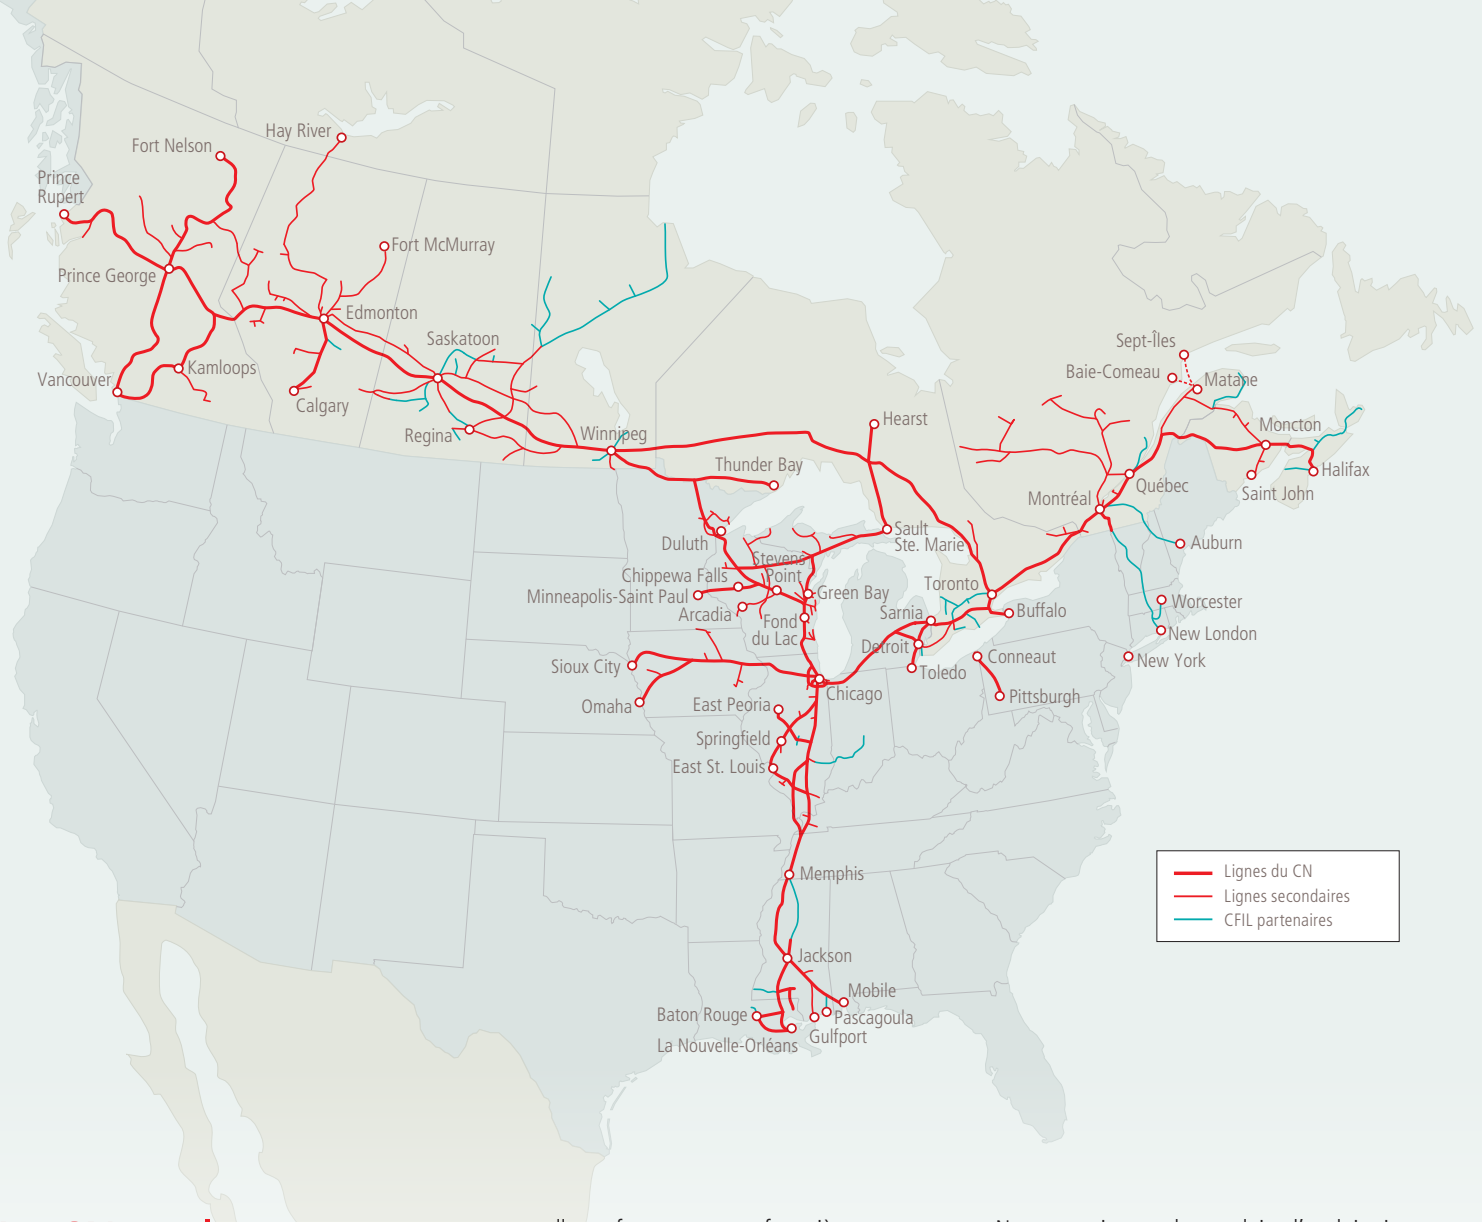 Hay River
Fort Nelson
Prince
Rupert
Fort McMurray
Prince George
Edmonton
Saskatoon
Sept-Îles
Kamloops
Baie-Comeau
Vancouver
Matane
Calgary
Hearst
Moncton
Regina
Winnipeg
Thunder Bay
Halifax
Québec
Saint John
Montréal
Sault
Ste. Marie
Duluth
Auburn
Stevens
Point
Chippewa Falls
Toronto
Minneapolis-Saint Paul
Green Bay
Worcester
Arcadia
Sarnia
Buffalo
Fond
du Lac
New London
Detroit
Conneaut
New York
Sioux City
Toledo
Chicago
Pittsburgh
Omaha
East Peoria
Springfield
East St. Louis
Memphis
Lignes du CN
Lignes secondaires
CFIL partenaires
Jackson
Mobile
Baton Rouge
Pascagoula
Gulfport
La Nouvelle-Orléans